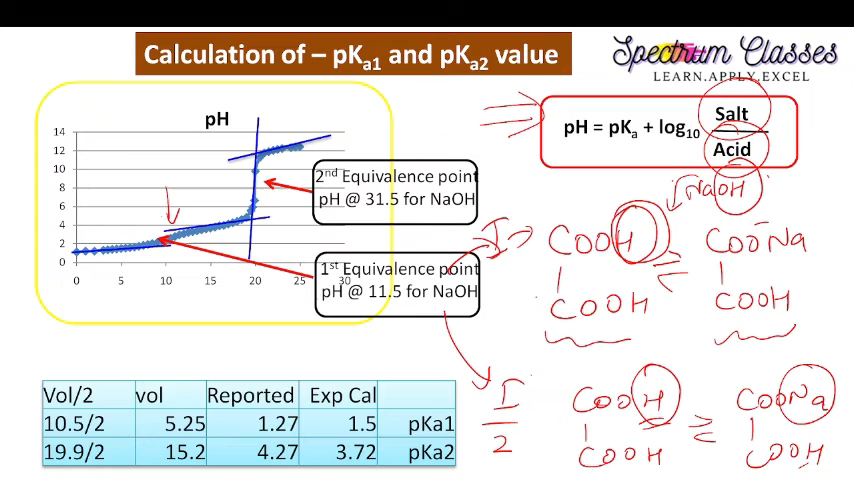 Calculation of – pKa1 and pKa2 value
Spectrum Classes
LEARN.APPLY.EXCEL
pH
14
12
10
8
6
4
2
0
0 5 10 15 20 25 30
2nd Equivalence point
pH @ 31.5 for NaOH
1st Equivalence point
pH @ 11.5 for NaOH
pH = pKa + log10 Salt
Acid
NaOH
I → COOH ⇌ COONa
COOH COOH
I COOH ⇌ COONa
2 COOH COOH
Vol/2 vol Reported Exp Cal
10.5/2 5.25 1.27 1.5 pKa1
19.9/2 15.2 4.27 3.72 pKa2